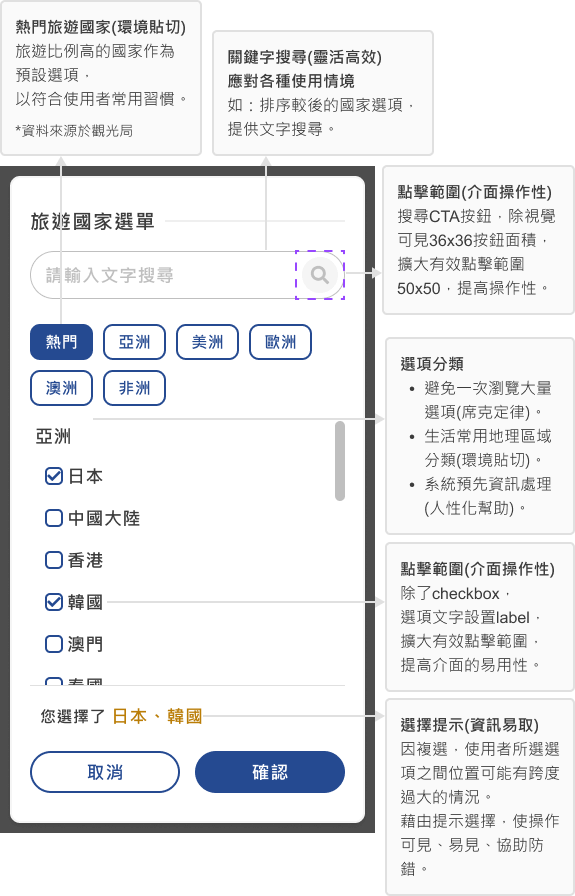 熱門旅遊國家(環境貼切)
旅遊比例高的國家作為
預設選項，
以符合使用者常用習慣。
*資料來源於觀光局
關鍵字搜尋(靈活高效)
應對各種使用情境
如：排序較後的國家選項，
提供文字搜尋。
旅遊國家選單
請輸入文字搜尋
熱門
亞洲
美洲
歐洲
澳洲
非洲
亞洲
日本
中國大陸
香港
韓國
澳門
泰國
您選擇了 日本、韓國
取消
確認
點擊範圍(介面操作性)
搜尋CTA按鈕，除視覺
可見36x36按鈕面積，
擴大有效點擊範圍
50x50，提高操作性。
選項分類
• 避免一次瀏覽大量
選項(席克定律)。
• 生活常用地理區域
分類(環境貼切)。
• 系統預先資訊處理
(人性化幫助)。
點擊範圍(介面操作性)
除了checkbox，
選項文字設置label，
擴大有效點擊範圍，
提高介面的易用性。
選擇提示(資訊易取)
因複選，使用者所選選
項之間位置可能有跨度
過大的情況。
藉由提示選擇，使操作
可見、易見、協助防
錯。